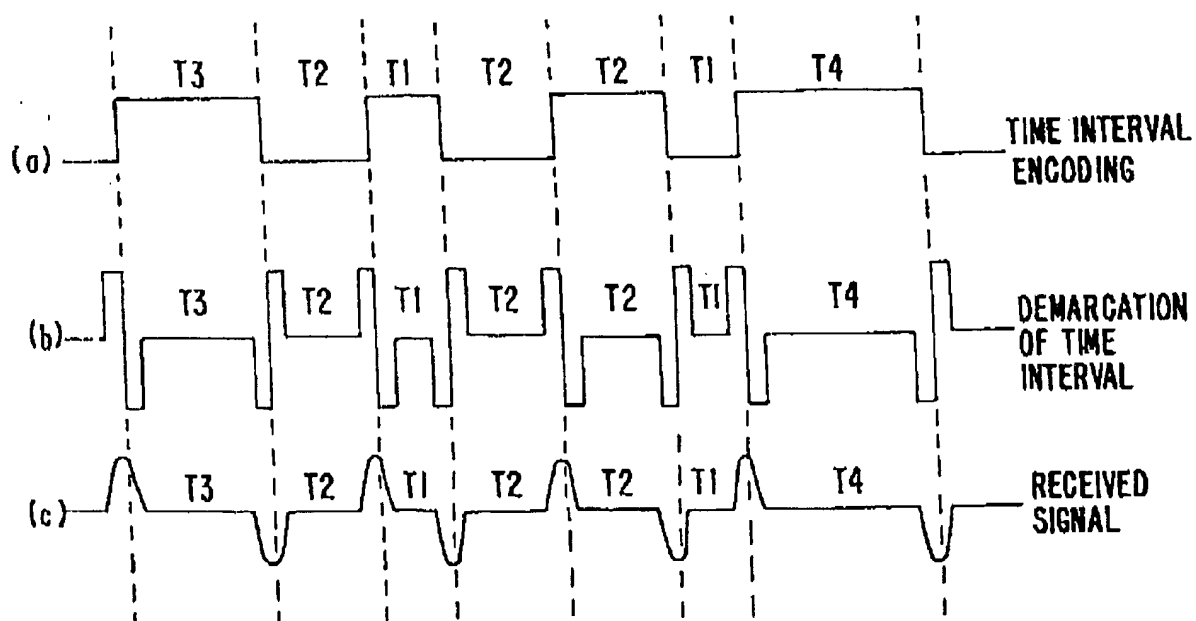 T3 T2 T1 T2 T2 T1 T4
(a) TIME INTERVAL
ENCODING
T3 T2 T1 T2 T2 T1 T4
(b) DEMARCATION
OF TIME
INTERVAL
T3 T2 T1 T2 T2 T1 T4
(c) RECEIVED
SIGNAL